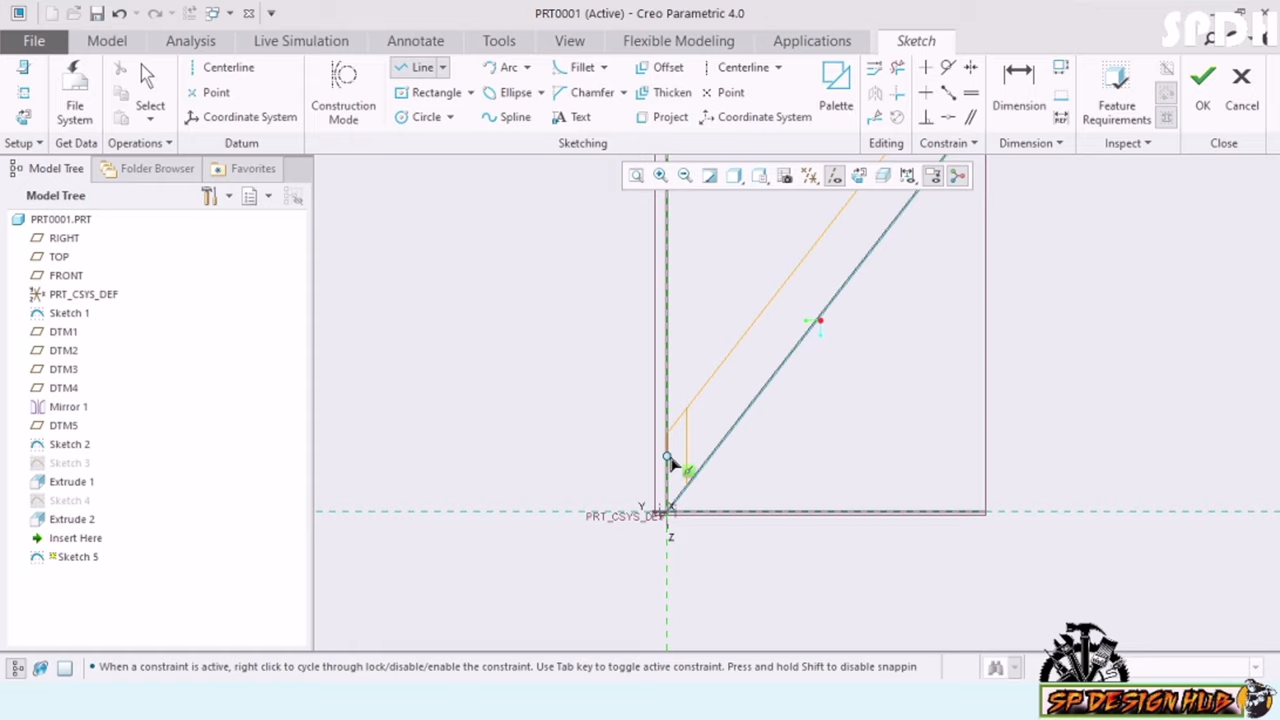 PRT0001 (Active) - Creo Parametric 4.0
SPDH
File Model Analysis Live Simulation Annotate Tools View Flexible Modeling Applications Sketch
File System
Select
Centerline
Point
Coordinate System
Construction Mode
Line Arc Fillet Offset Centerline
Rectangle Ellipse Chamfer Thicken Point
Circle Spline Text Project Coordinate System
Palette
Dimension
Feature Requirements
OK Cancel
Setup Get Data Operations Datum Sketching Editing Constrain Dimension Inspect Close
Model Tree Folder Browser Favorites
Model Tree
PRT0001.PRT
RIGHT
TOP
FRONT
PRT_CSYS_DEF
Sketch 1
DTM1
DTM2
DTM3
DTM4
Mirror 1
DTM5
Sketch 2
Sketch 3
Extrude 1
Sketch 4
Extrude 2
Insert Here
Sketch 5
Y X
PRT_CSYS_DEF
Z
• When a constraint is active, right click to cycle through lock/disable/enable the constraint. Use Tab key to toggle active constraint. Press and hold Shift to disable snappin
SP DESIGN HUB